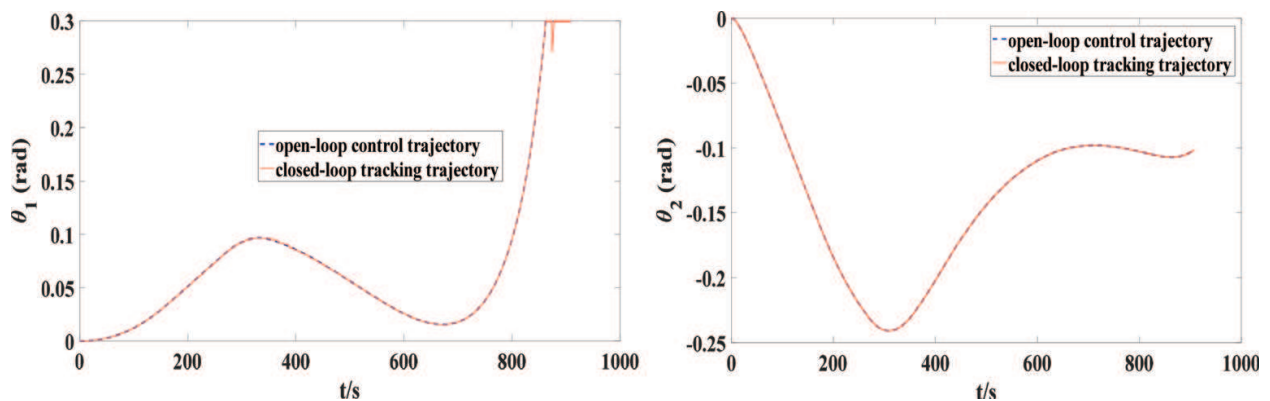 0.3
0.25
0.2
0.15
0.1
0.05
0
θ1 (rad)
open-loop control trajectory
closed-loop tracking trajectory
0 200 400 600 800 1000
t/s
0
-0.05
-0.1
-0.15
-0.2
-0.25
θ2 (rad)
open-loop control trajectory
closed-loop tracking trajectory
0 200 400 600 800 1000
t/s